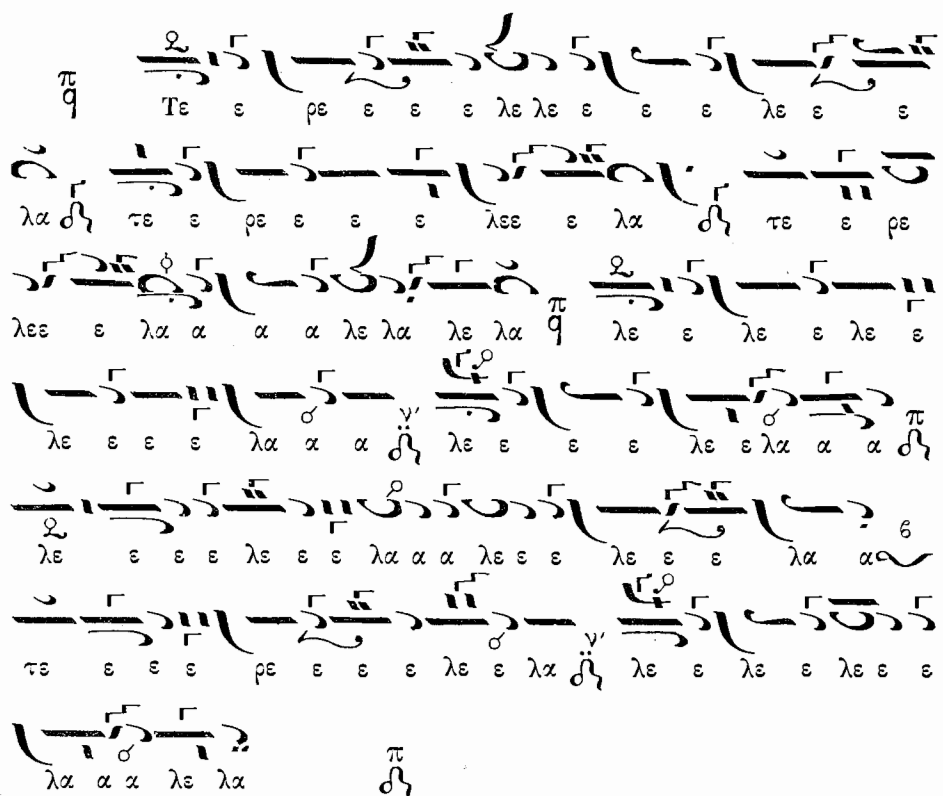 π q Τε ε ρε ε ε ε λε λε ε ε ε λε ε ε
λα τε ε ρε ε ε ε λεε ε λα τε ε ρε
λεε ε λα α α α λε λα λε λα π q λε ε λε ε λε ε
λε ε ε ε λα α α ν' λε ε ε ε λε ε λα α α π
λε ε ε ε λε ε ε λα α α λε ε ε λε ε ε λα α 6
τε ε ε ε ρε ε ε ε λε ε λα ν' λε ε λε ε λε ε ε
λα α α λε λα π